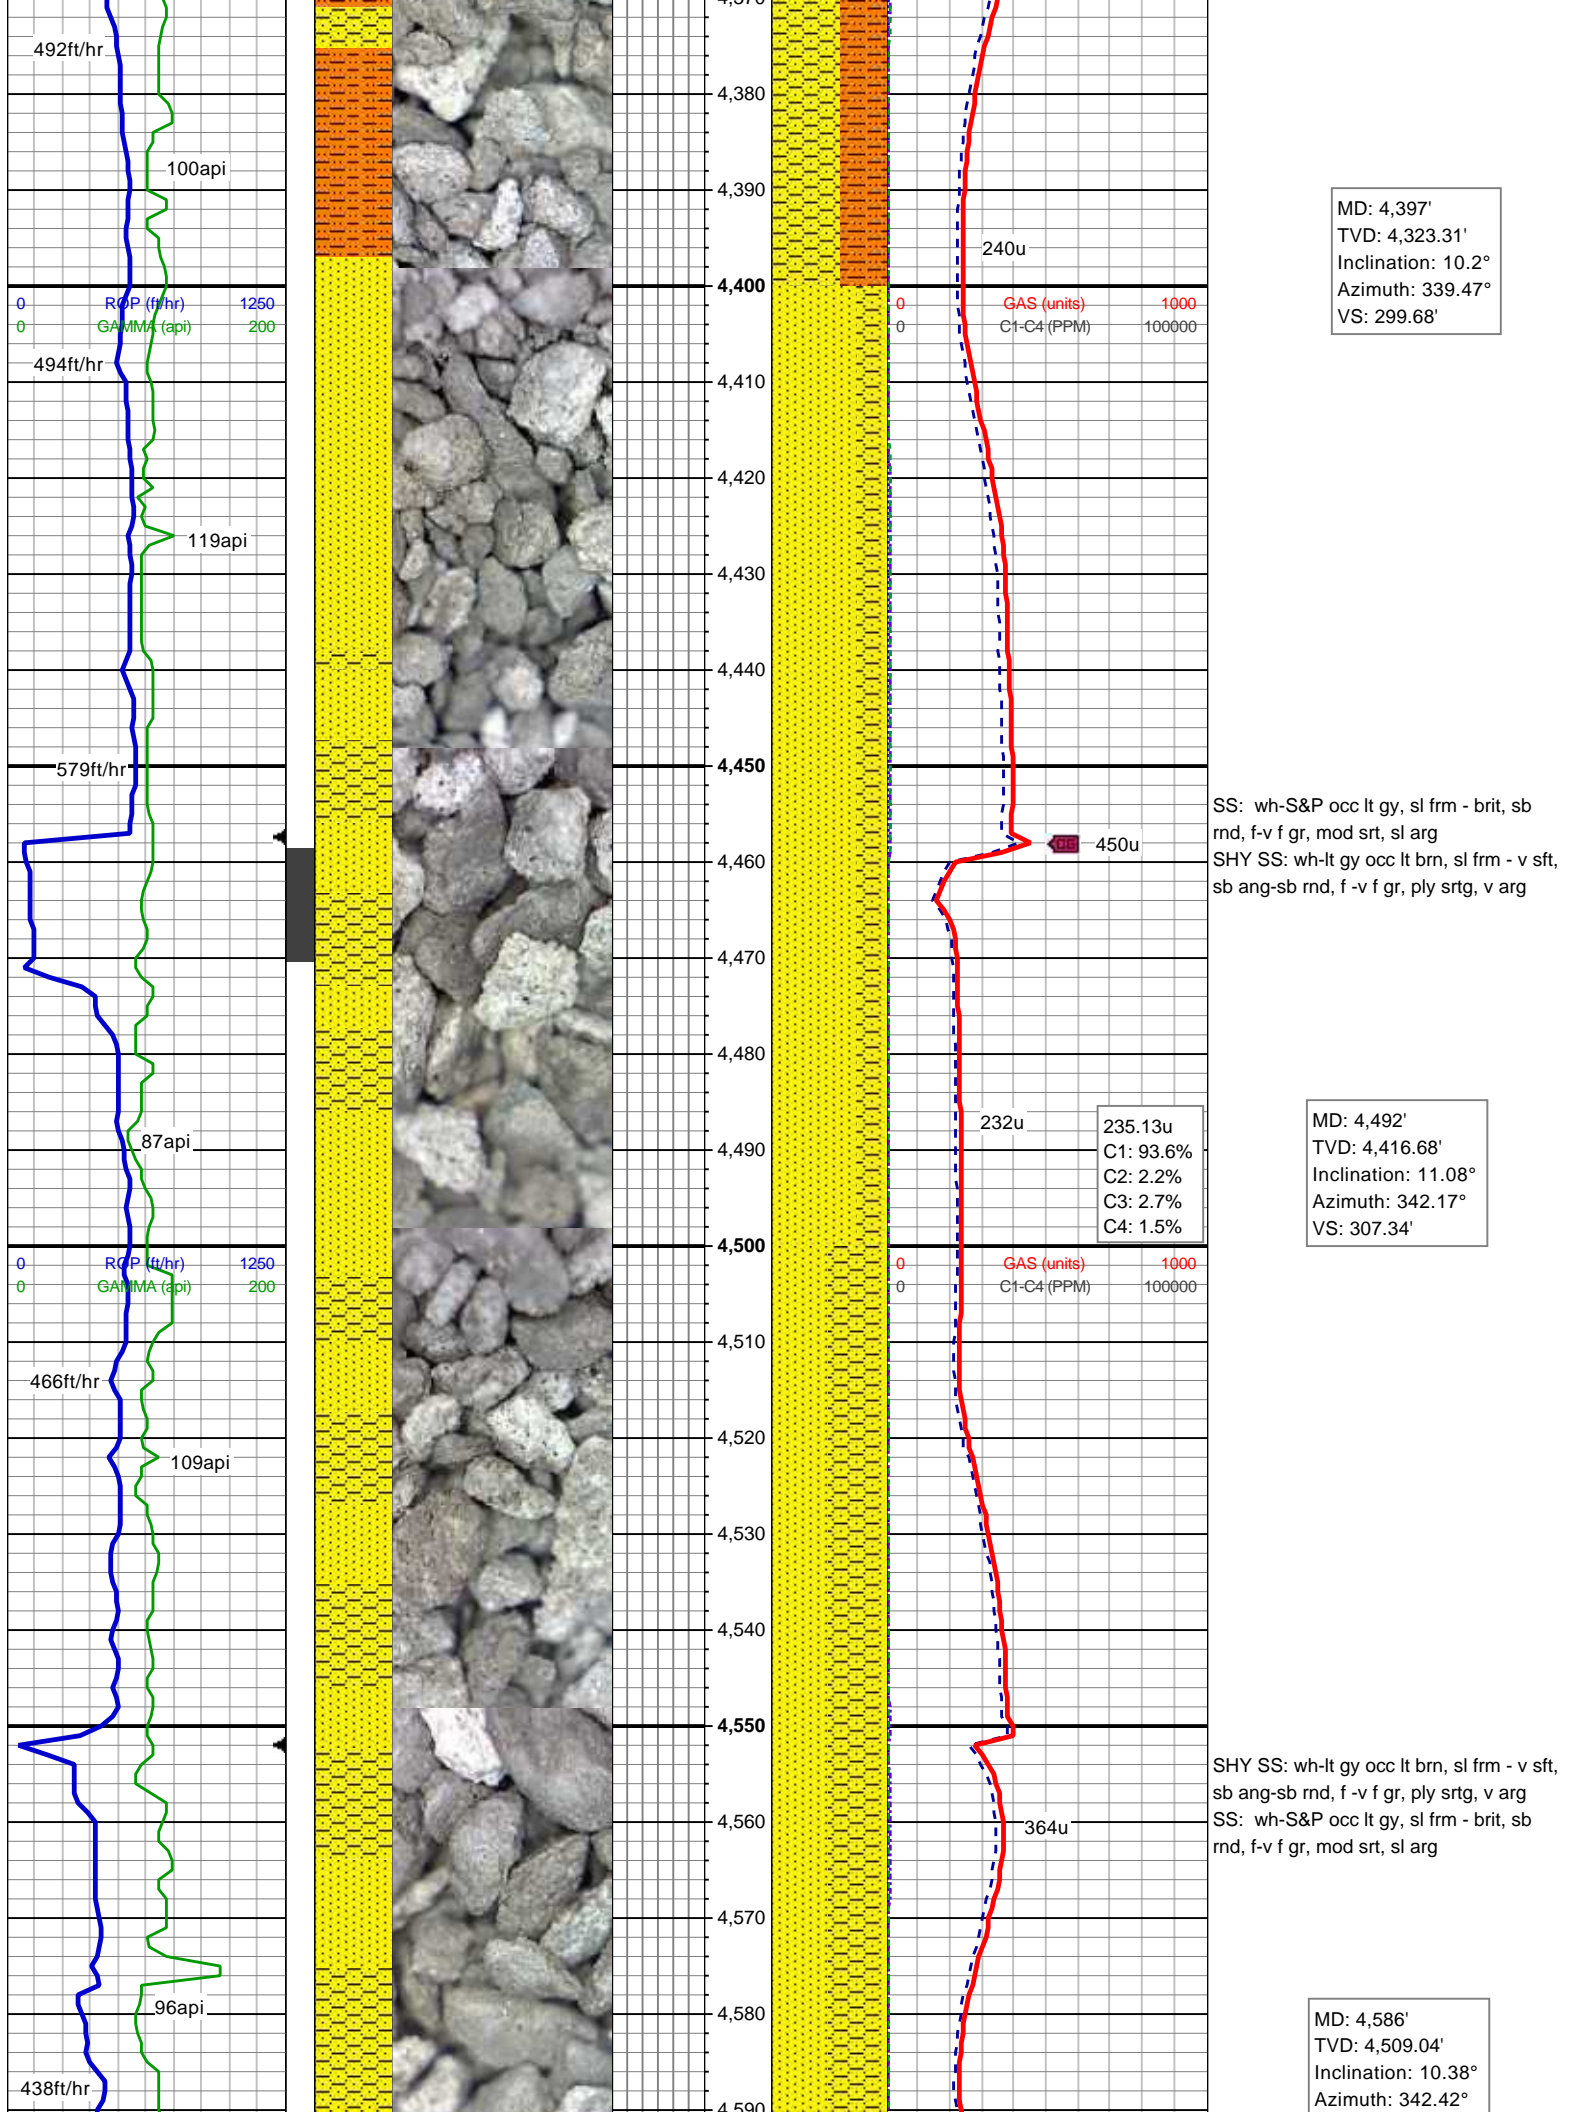 4,370
492ft/hr
4,380
100api
4,390
MD: 4,397'
TVD: 4,323.31'
Inclination: 10.2°
Azimuth: 339.47°
VS: 299.68'
240u
4,400
0 ROP (ft/hr) 1250
0 GAMMA (api) 200
0 GAS (units) 1000
0 C1-C4 (PPM) 100000
494ft/hr
4,410
4,420
119api
4,430
4,440
579ft/hr
4,450
SS: wh-S&P occ lt gy, sl frm - brit, sb
rnd, f-v f gr, mod srt, sl arg
SHY SS: wh-lt gy occ lt brn, sl frm - v sft,
sb ang-sb rnd, f -v f gr, ply srtg, v arg
CG 450u
4,460
4,470
4,480
232u
235.13u
C1: 93.6%
C2: 2.2%
C3: 2.7%
C4: 1.5%
MD: 4,492'
TVD: 4,416.68'
Inclination: 11.08°
Azimuth: 342.17°
VS: 307.34'
87api
4,490
4,500
0 ROP (ft/hr) 1250
0 GAMMA (api) 200
0 GAS (units) 1000
0 C1-C4 (PPM) 100000
4,510
466ft/hr
4,520
109api
4,530
4,540
4,550
SHY SS: wh-lt gy occ lt brn, sl frm - v sft,
sb ang-sb rnd, f -v f gr, ply srtg, v arg
SS: wh-S&P occ lt gy, sl frm - brit, sb
rnd, f-v f gr, mod srt, sl arg
4,560
364u
4,570
96api
4,580
MD: 4,586'
TVD: 4,509.04'
Inclination: 10.38°
Azimuth: 342.42°
438ft/hr
4,590